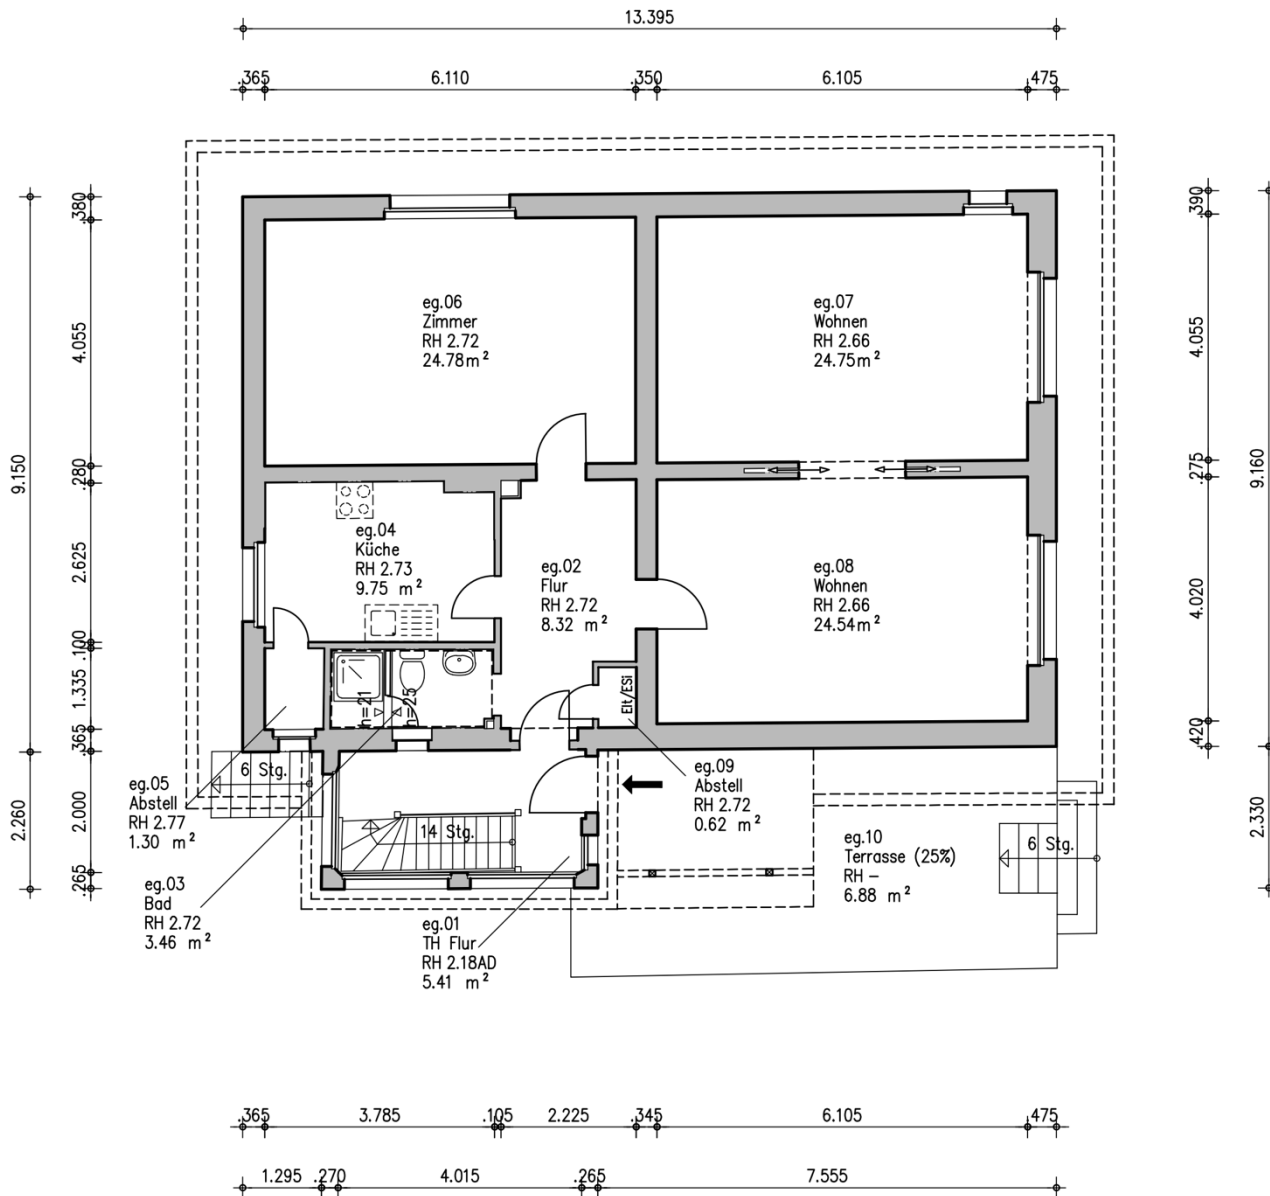 13.395
.365 6.110 .350 6.105 .475
.380
4.055
.280
2.625
.100
1.335
.365
2.000
.265
9.150
2.260
.390
4.055
.275
4.020
.420
9.160
2.330
eg.06
Zimmer
RH 2.72
24.78m²
eg.07
Wohnen
RH 2.66
24.75m²
eg.04
Küche
RH 2.73
9.75 m²
eg.02
Flur
RH 2.72
8.32 m²
eg.08
Wohnen
RH 2.66
24.54m²
h=21
h=25
Elt/ESi
6 Stg.
14 Stg.
6 Stg.
eg.05
Abstell
RH 2.77
1.30 m²
eg.09
Abstell
RH 2.72
0.62 m²
eg.10
Terrasse (25%)
RH –
6.88 m²
eg.03
Bad
RH 2.72
3.46 m²
eg.01
TH Flur
RH 2.18AD
5.41 m²
.365 3.785 .105 2.225 .345 6.105 .475
1.295 .270 4.015 .265 7.555